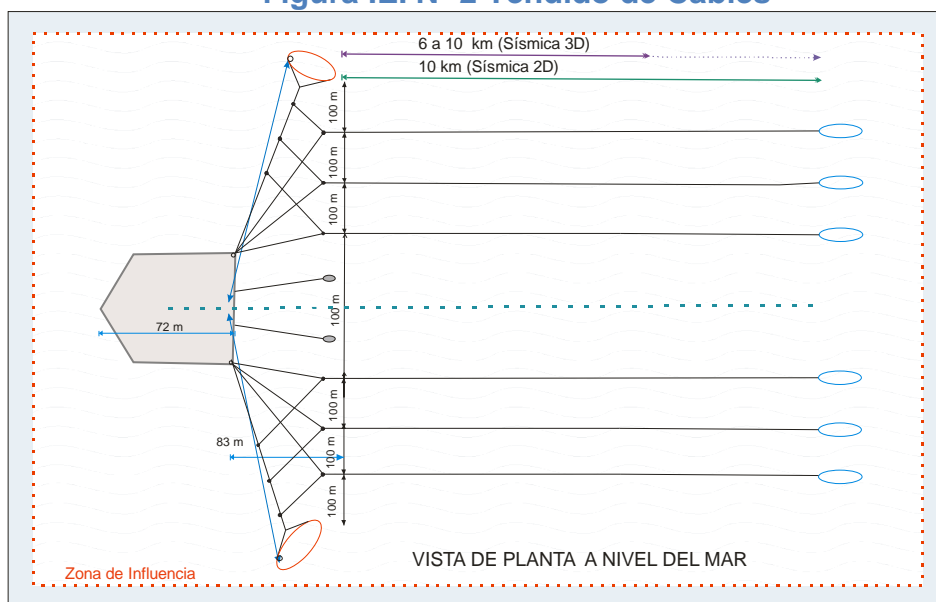 6 a 10 km (Sísmica 3D)
10 km (Sísmica 2D)
100 m
100 m
100 m
100 m
72 m
100 m
83 m
100 m
100 m
Zona de Influencia
VISTA DE PLANTA A NIVEL DEL MAR